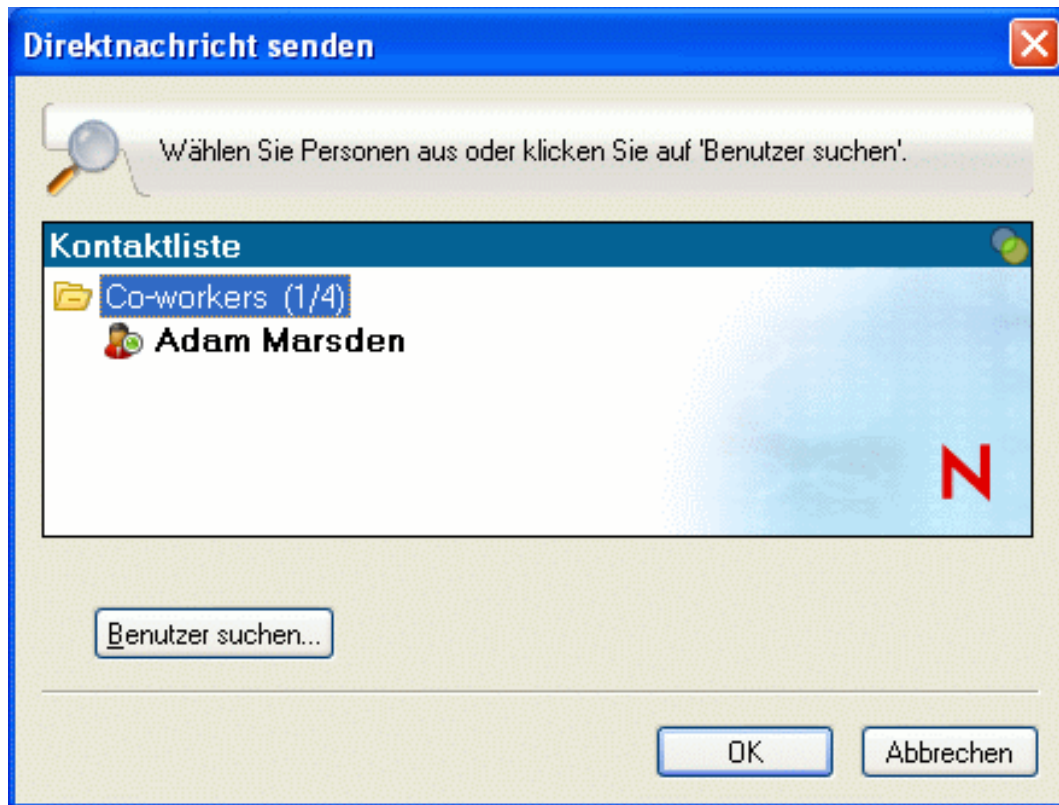 Direktnachricht senden
Wählen Sie Personen aus oder klicken Sie auf 'Benutzer suchen'.
Kontaktliste
Co-workers (1/4)
Adam Marsden
N
Benutzer suchen...
OK
Abbrechen